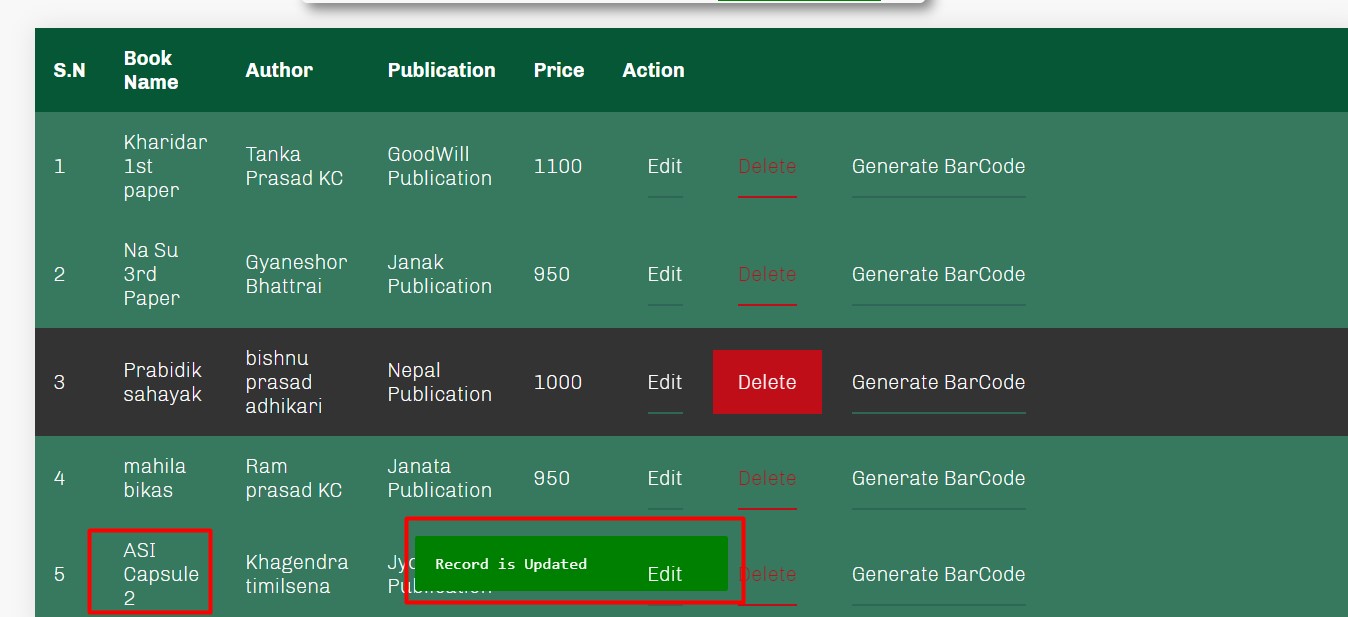 S.N Book Name Author Publication Price Action
1 Kharidar 1st paper Tanka Prasad KC GoodWill Publication 1100 Edit Delete Generate BarCode
2 Na Su 3rd Paper Gyaneshor Bhattrai Janak Publication 950 Edit Delete Generate BarCode
3 Prabidik sahayak bishnu prasad adhikari Nepal Publication 1000 Edit Delete Generate BarCode
4 mahila bikas Ram prasad KC Janata Publication 950 Edit Delete Generate BarCode
5 ASI Capsule 2 Khagendra timilsena Edit Delete Generate BarCode
Record is Updated